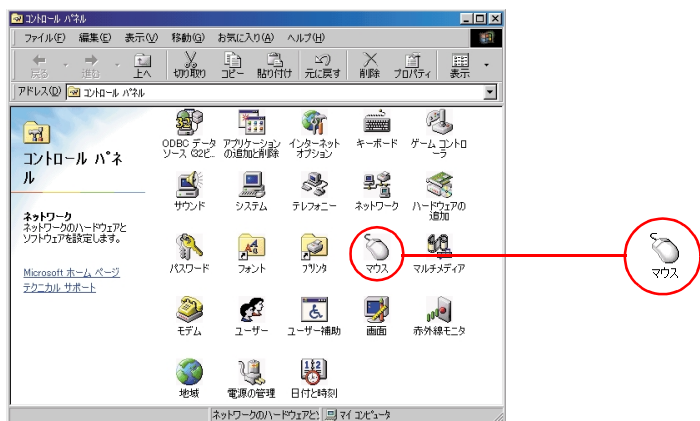 コントロール パネル
ファイル(F) 編集(E) 表示(V) 移動(G) お気に入り(A) ヘルプ(H)
戻る 進む 上へ 切り取り コピー 貼り付け 元に戻す 削除 プロパティ 表示
アドレス(D) コントロール パネル
コントロール パネ
ル
ネットワーク
ネットワークのハードウェアと
ソフトウェアを設定します。
Microsoft ホーム ページ
テクニカル サポート
ODBC データ
ソース (32ビ...
アプリケーション
の追加と削除
インターネット
オプション
キーボード
ゲーム コントロ
ーラ
サウンド
システム
テレフォニー
ネットワーク
ハードウェアの
追加
パスワード
フォント
プリンタ
マウス
マルチメディア
マウス
モデム
ユーザー
ユーザー補助
画面
赤外線モニタ
地域
電源の管理
日付と時刻
ネットワークのハードウェアと! マイ コンピュータ